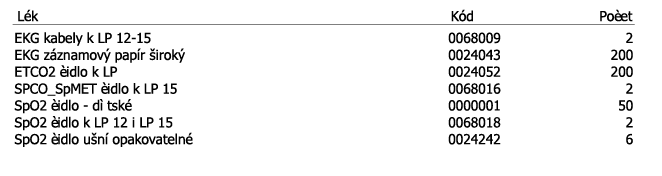 Lék Kód Poèet
EKG kabely k LP 12-15 0068009 2
EKG záznamový papír široký 0024043 200
ETCO2 èidlo k LP 0024052 200
SPCO_SpMET èidlo k LP 15 0068016 2
SpO2 èidlo - dì tské 0000001 50
SpO2 èidlo k LP 12 i LP 15 0068018 2
SpO2 èidlo ušní opakovatelné 0024242 6